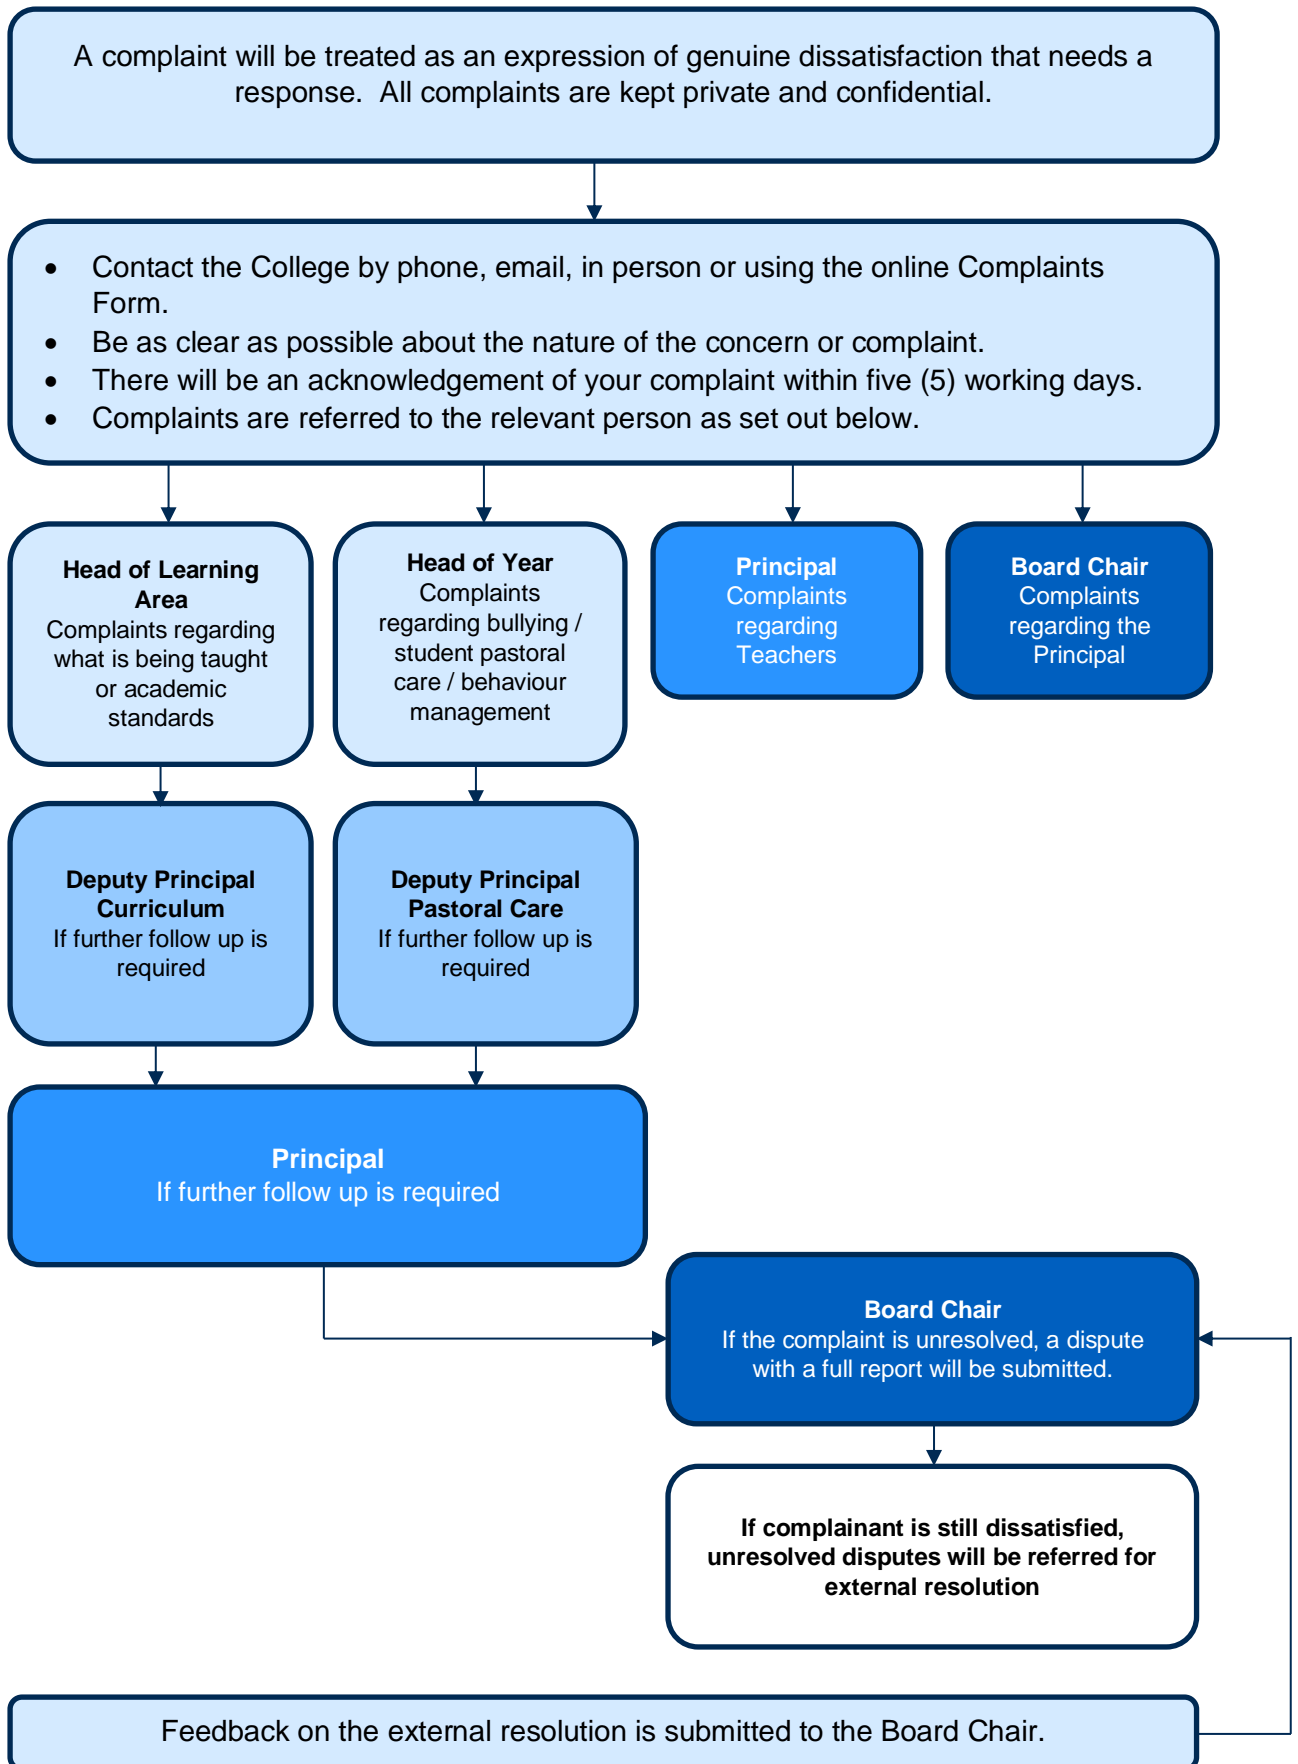 A complaint will be treated as an expression of genuine dissatisfaction that needs a
response.  All complaints are kept private and confidential.
• Contact the College by phone, email, in person or using the online Complaints
Form.
• Be as clear as possible about the nature of the concern or complaint.
• There will be an acknowledgement of your complaint within five (5) working days.
• Complaints are referred to the relevant person as set out below.
Head of Learning
Area
Complaints regarding
what is being taught
or academic
standards
Head of Year
Complaints
regarding bullying /
student pastoral
care / behaviour
management
Principal
Complaints
regarding
Teachers
Board Chair
Complaints
regarding the
Principal
Deputy Principal
Curriculum
If further follow up is
required
Deputy Principal
Pastoral Care
If further follow up is
required
Principal
If further follow up is required
Board Chair
If the complaint is unresolved, a dispute
with a full report will be submitted.
If complainant is still dissatisfied,
unresolved disputes will be referred for
external resolution
Feedback on the external resolution is submitted to the Board Chair.